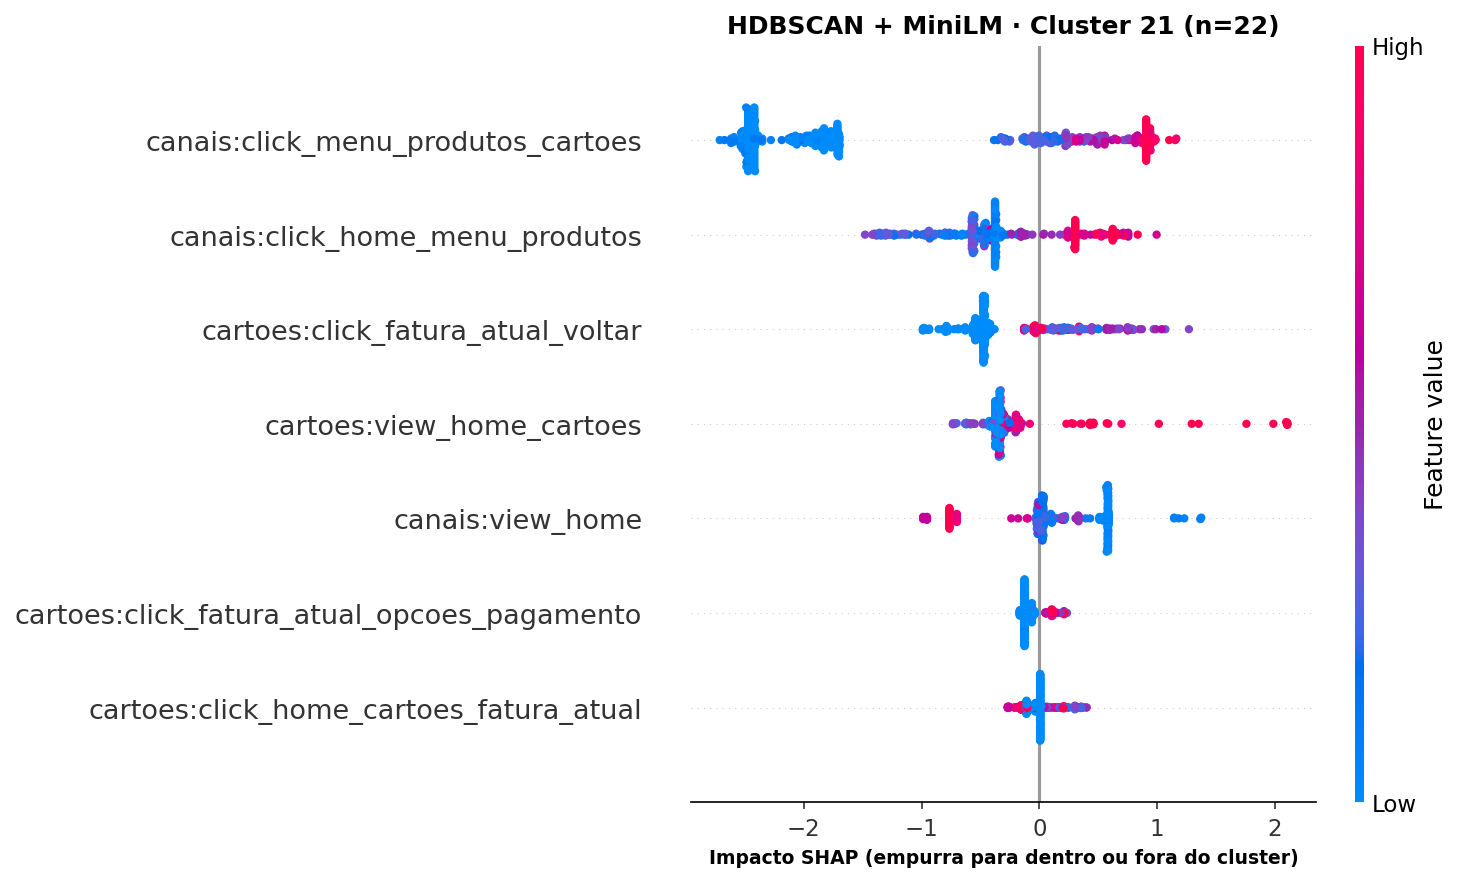 HDBSCAN + MiniLM · Cluster 21 (n=22)
High
canais:click_menu_produtos_cartoes
canais:click_home_menu_produtos
cartoes:click_fatura_atual_voltar
cartoes:view_home_cartoes
canais:view_home
cartoes:click_fatura_atual_opcoes_pagamento
cartoes:click_home_cartoes_fatura_atual
Feature value
Low
−2 −1 0 1 2
Impacto SHAP (empurra para dentro ou fora do cluster)